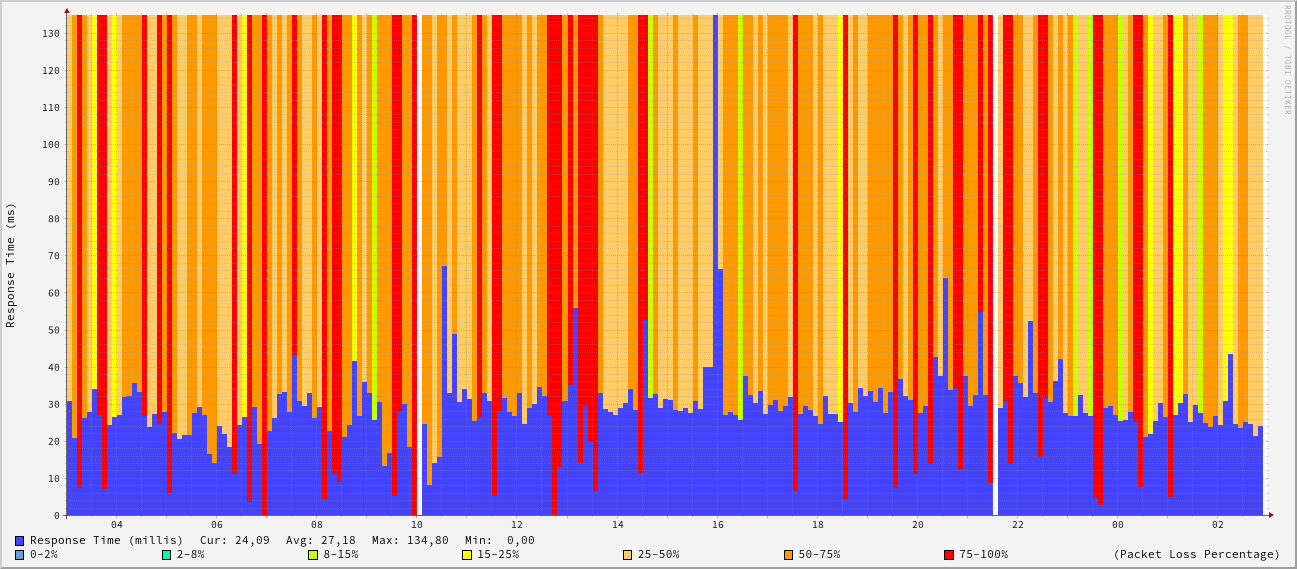 RRDTOOL / TOBI OETIKER
Response Time (ms)
130
120
110
100
90
80
70
60
50
40
30
20
10
0
04 06 08 10 12 14 16 18 20 22 00 02
Response Time (millis) Cur: 24,09 Avg: 27,18 Max: 134,80 Min: 0,00
0-2% 2-8% 8-15% 15-25% 25-50% 50-75% 75-100% (Packet Loss Percentage)